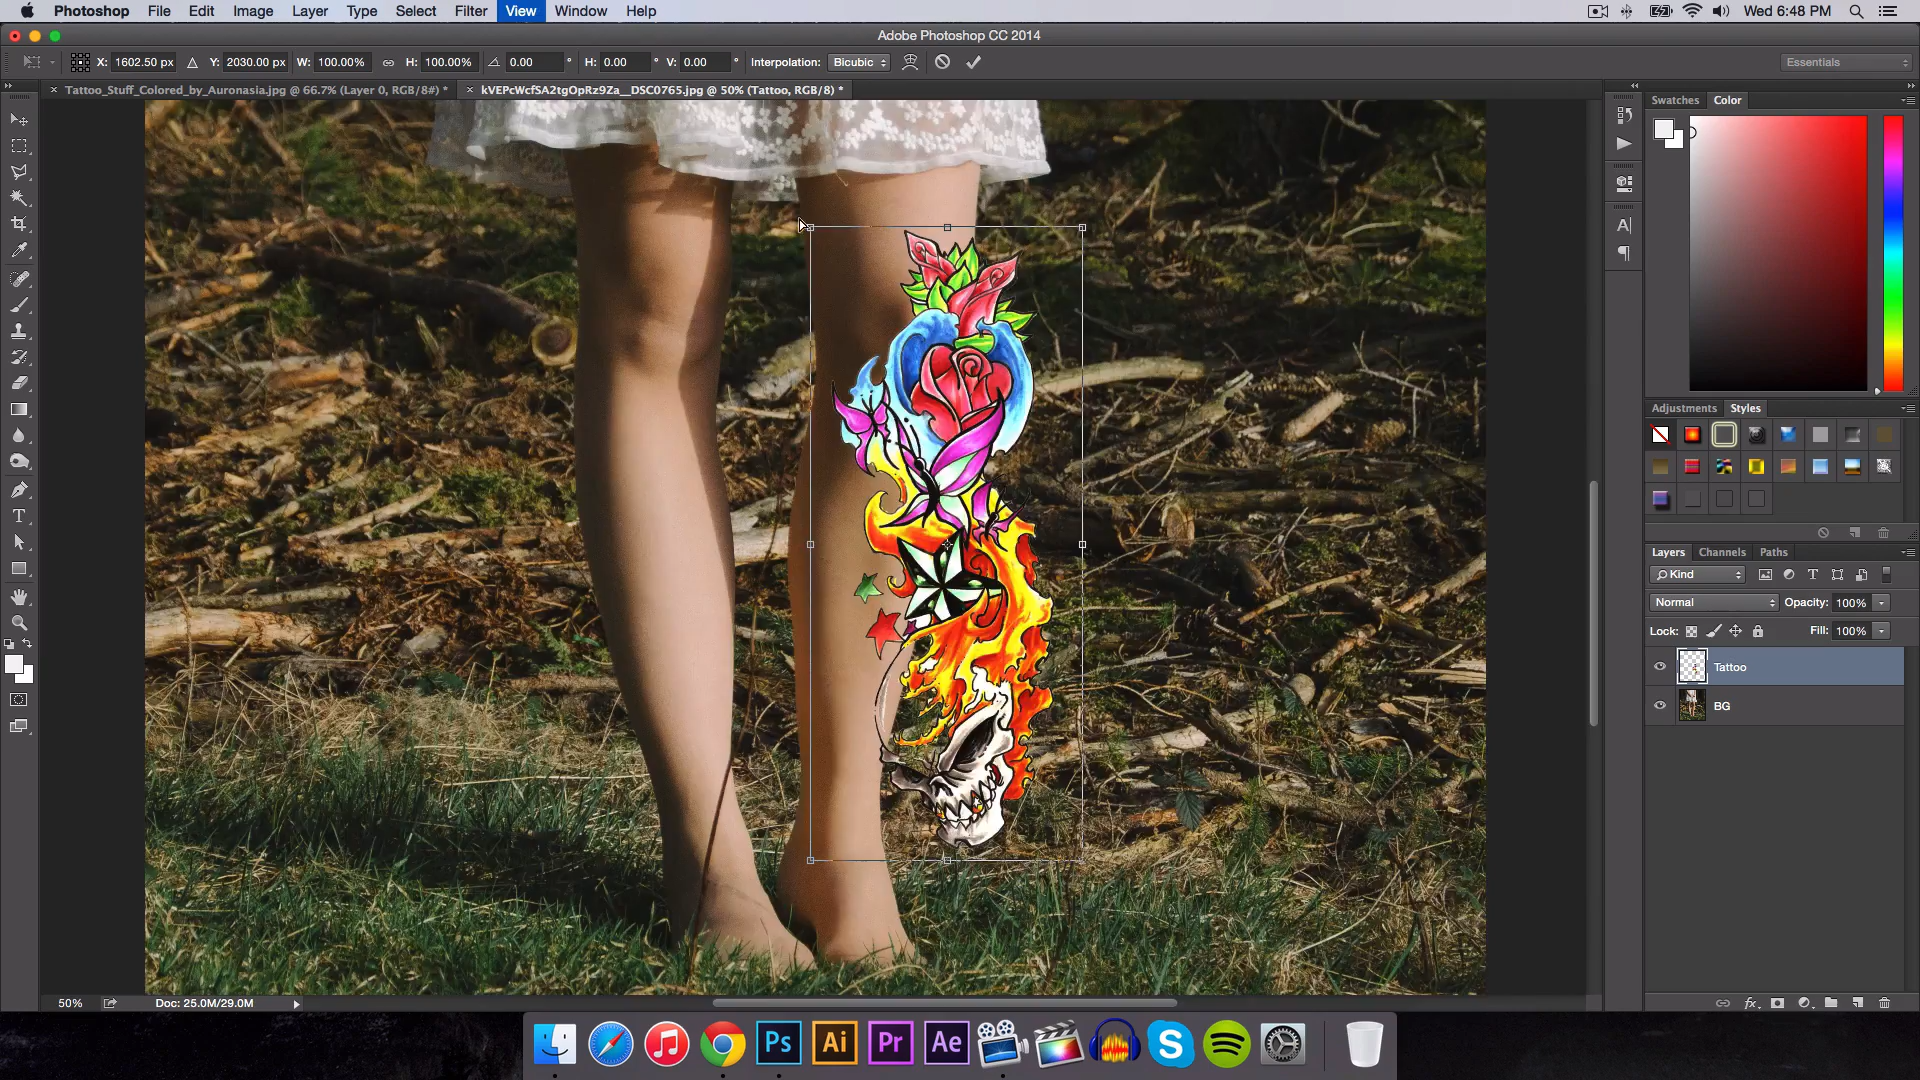 Photoshop File Edit Image Layer Type Select Filter View Window Help Wed 6:48 PM
Adobe Photoshop CC 2014
X: 1602.50 px Y: 2030.00 px W: 100.00% H: 100.00% 0.00 ° H: 0.00 ° V: 0.00 ° Interpolation: Bicubic Essentials
Tattoo_Stuff_Colored_by_Auronasia.jpg @ 66.7% (Layer 0, RGB/8#) * kVEPcWcfSA2tgOpRz9Za__DSC0765.jpg @ 50% (Tattoo, RGB/8) *
Swatches Color
Adjustments Styles
Layers Channels Paths
Kind
Normal Opacity: 100%
Lock: Fill: 100%
Tattoo
BG
50% Doc: 25.0M/29.0M
Ps Ai Pr Ae